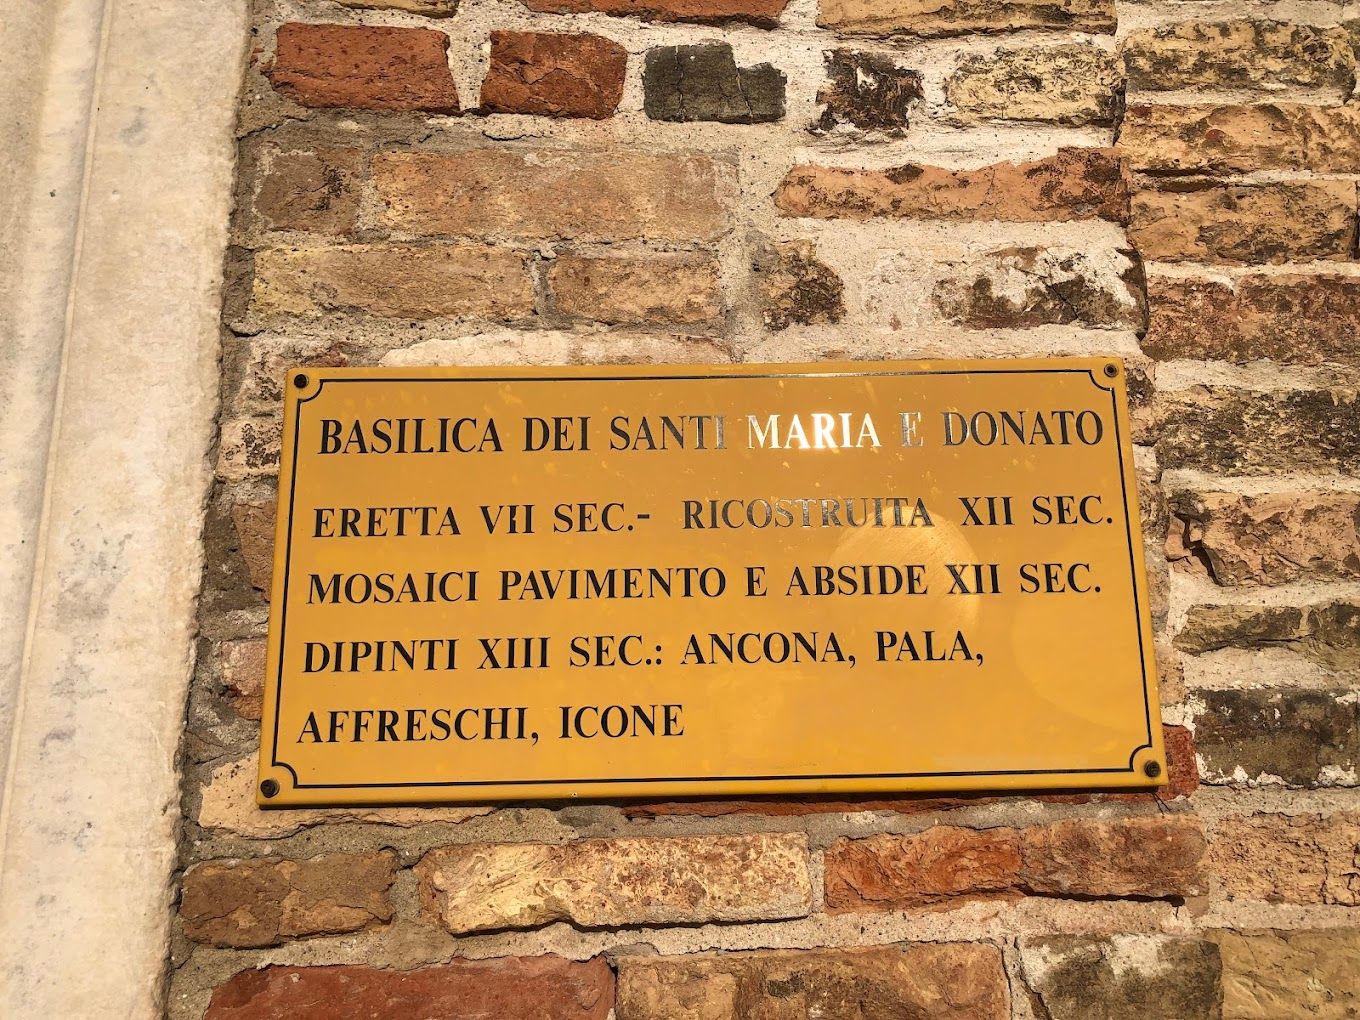 BASILICA DEI SANTI MARIA E DONATO
ERETTA VII SEC.- RICOSTRUITA XII SEC.
MOSAICI PAVIMENTO E ABSIDE XII SEC.
DIPINTI XIII SEC.: ANCONA, PALA,
AFFRESCHI, ICONE